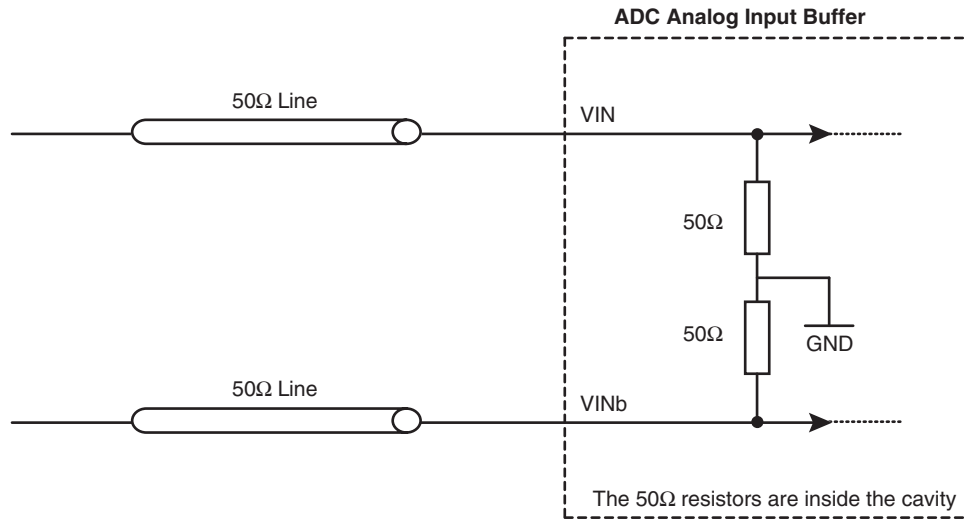 ADC Analog Input Buffer
50Ω Line
VIN
50Ω
50Ω
GND
50Ω Line
VINb
The 50Ω resistors are inside the cavity